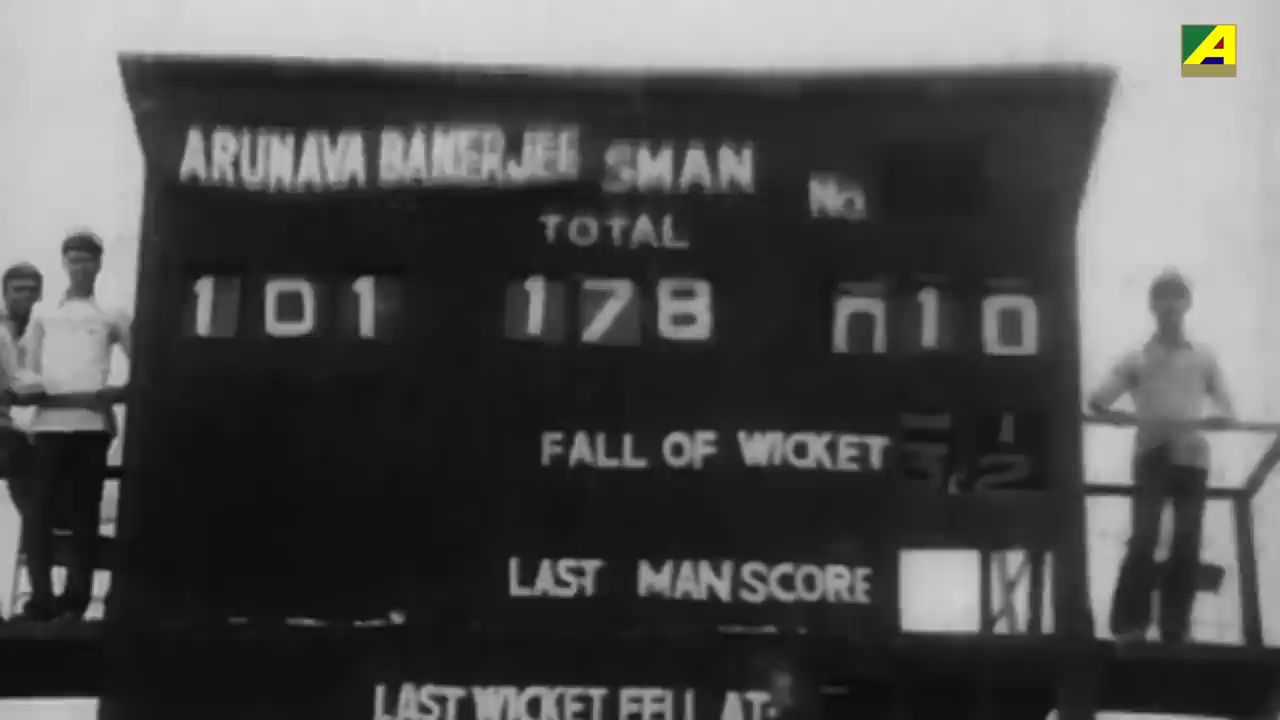 ARUNAVA BANERJEE SMAN No.
TOTAL
101 178 10
FALL OF WICKET
LAST MAN SCORE
LAST WICKET FELL AT:
A